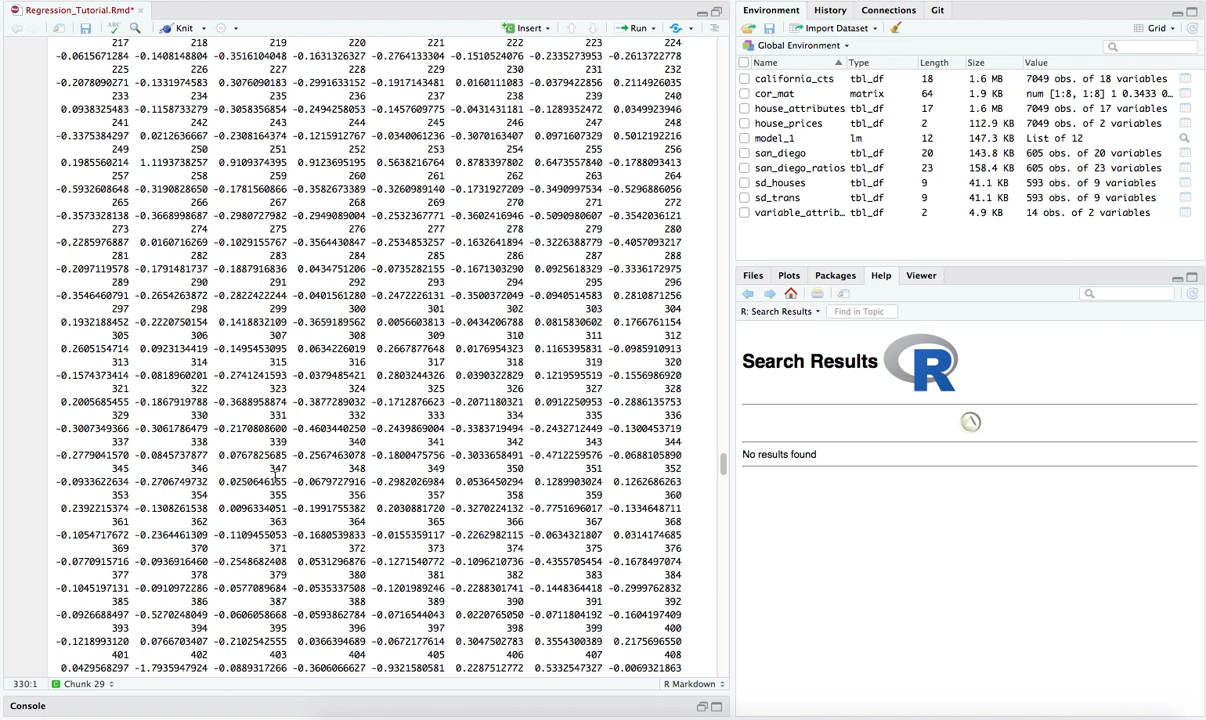 Regression_Tutorial.Rmd*
ABC Knit Insert Run
217 218 219 220 221 222 223 224
-0.0615671284 -0.1408148804 -0.3516104048 -0.1631326327 -0.2764133304 -0.1510524076 -0.2335273953 -0.2613722778
225 226 227 228 229 230 231 232
-0.2078090271 -0.1331974583 0.3076090183 -0.2991633152 -0.1917143481 0.0160111083 -0.0379422856 0.2114926035
233 234 235 236 237 238 239 240
0.0938325483 -0.1158733279 -0.3058356854 -0.2494258053 -0.1457609775 -0.0431431181 -0.1289352472 0.0349923946
241 242 243 244 245 246 247 248
-0.3375384297 0.0212636667 -0.2308164374 -0.1215912767 -0.0340061236 -0.3070163407 0.0971607329 0.5012192216
249 250 251 252 253 254 255 256
0.1985560214 1.1193738257 0.9109374395 0.9123695195 0.5638216764 0.8783397802 0.6473557840 -0.1788093413
257 258 259 260 261 262 263 264
-0.5932608648 -0.3190828650 -0.1781560866 -0.3582673389 -0.3260989140 -0.1731927209 -0.3490997534 -0.5296886056
265 266 267 268 269 270 271 272
-0.3573328138 -0.3668998687 -0.2980727982 -0.2949089004 -0.2532367771 -0.3602416946 -0.5090980607 -0.3542036121
273 274 275 276 277 278 279 280
-0.2285976887 0.0160716269 -0.1029155767 -0.3564430847 -0.2534853257 -0.1632641894 -0.3226388779 -0.4057093217
281 282 283 284 285 286 287 288
-0.2097119578 -0.1791481737 -0.1887916836 0.0434751206 -0.0735282155 -0.1671303290 0.0925618329 -0.3336172975
289 290 291 292 293 294 295 296
-0.3546460791 -0.2654263872 -0.2822422244 -0.0401561280 -0.2472226131 -0.3500372049 -0.0940514583 0.2810871256
297 298 299 300 301 302 303 304
0.1932188452 -0.2220750154 0.1418832109 -0.3659189562 0.0056603813 -0.0434206788 0.0815830602 0.1766761154
305 306 307 308 309 310 311 312
0.2605154714 0.0923134419 -0.1495453095 0.0634226019 0.2667877648 0.0176954323 0.1165395831 -0.0985910913
313 314 315 316 317 318 319 320
-0.1574373414 -0.0818960201 -0.2741241593 -0.0379485421 0.2803244326 0.0390322829 0.1219595519 -0.1556986920
321 322 323 324 325 326 327 328
0.2005685455 -0.1867919788 -0.3688958874 -0.3877289032 -0.1712876623 -0.2071180321 0.0912250953 -0.2886135753
329 330 331 332 333 334 335 336
-0.3007349366 -0.3061786479 -0.2170808600 -0.4603440250 -0.2439869004 -0.3383719494 -0.2432712449 -0.1300453719
337 338 339 340 341 342 343 344
-0.2779041570 -0.0845737877 0.0767825685 -0.2567463078 -0.1800475756 -0.3033658491 -0.4712259576 -0.0688105890
345 346 347 348 349 350 351 352
-0.0933622634 -0.2706749732 0.0250646155 -0.0679727916 -0.2982026984 0.0536450294 0.1289903024 0.1262686263
353 354 355 356 357 358 359 360
0.2392215374 -0.1308261538 0.0096334051 -0.1991755382 0.2030881720 -0.3270224132 -0.7751696017 -0.1334648711
361 362 363 364 365 366 367 368
-0.1054717672 -0.2364461309 -0.1109455053 -0.1680539833 -0.0155359117 -0.2262982115 -0.0634321807 0.0314174685
369 370 371 372 373 374 375 376
-0.0770915716 -0.0936916460 -0.2548682408 0.0531296876 -0.1271540772 -0.1096210736 -0.4355705454 -0.1678497074
377 378 379 380 381 382 383 384
-0.1045197131 -0.0910972286 -0.0577089684 -0.0535337508 -0.1201989246 -0.2288301741 -0.1448364418 -0.2999762832
385 386 387 388 389 390 391 392
-0.0926688497 -0.5270248049 -0.0606058668 -0.0593862784 -0.0716544043 0.0220765050 -0.0711804192 -0.1604197409
393 394 395 396 397 398 399 400
-0.1218993120 0.0766703407 -0.2102542555 0.0366394689 -0.0672177614 0.3047502783 0.3554300389 0.2175696550
401 402 403 404 405 406 407 408
0.0429568297 -1.7935947924 -0.0889317266 -0.3606066627 -0.9321580581 0.2287512772 0.5332547327 -0.0069321863
330:1 Chunk 29 R Markdown
Console
Environment History Connections Git
Import Dataset Grid
Global Environment
Name Type Length Size Value
california_cts tbl_df 18 1.6 MB 7049 obs. of 18 variables
cor_mat matrix 64 1.9 KB num [1:8, 1:8] 1 0.3433 0…
house_attributes tbl_df 17 1.6 MB 7049 obs. of 17 variables
house_prices tbl_df 2 112.9 KB 7049 obs. of 2 variables
model_1 lm 12 147.3 KB List of 12
san_diego tbl_df 20 143.8 KB 605 obs. of 20 variables
san_diego_ratios tbl_df 23 158.4 KB 605 obs. of 23 variables
sd_houses tbl_df 9 41.1 KB 593 obs. of 9 variables
sd_trans tbl_df 9 41.1 KB 593 obs. of 9 variables
variable_attrib… tbl_df 2 4.9 KB 14 obs. of 2 variables
Files Plots Packages Help Viewer
R: Search Results Find in Topic
Search Results R
No results found